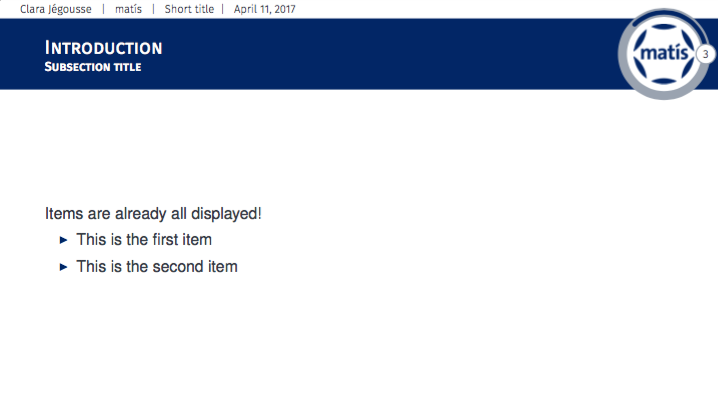 Clara Jégousse | matís | Short title | April 11, 2017
INTRODUCTION
SUBSECTION TITLE
matís
3
Items are already all displayed!
► This is the first item
► This is the second item